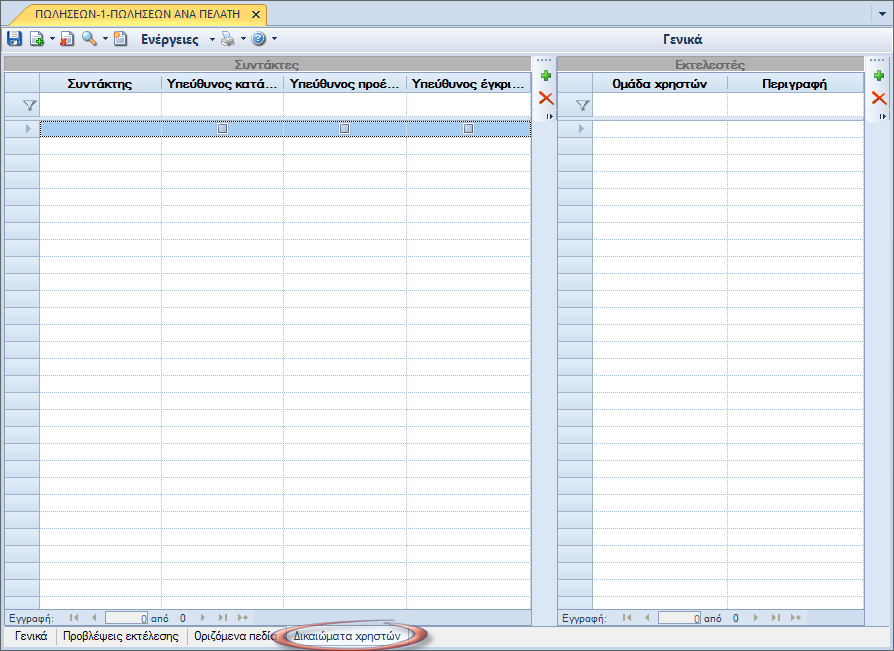 ΠΩΛΗΣΕΩΝ-1-ΠΩΛΗΣΕΩΝ ΑΝΑ ΠΕΛΑΤΗ
Ενέργειες Γενικά
Συντάκτες
Συντάκτης Υπεύθυνος κατά... Υπεύθυνος προέ... Υπεύθυνος έγκρι...
Εκτελεστές
Ομάδα χρηστών Περιγραφή
Εγγραφή: 0 από 0
Εγγραφή: 0 από 0
Γενικά Προβλέψεις εκτέλεσης Οριζόμενα πεδία Δικαιώματα χρηστών